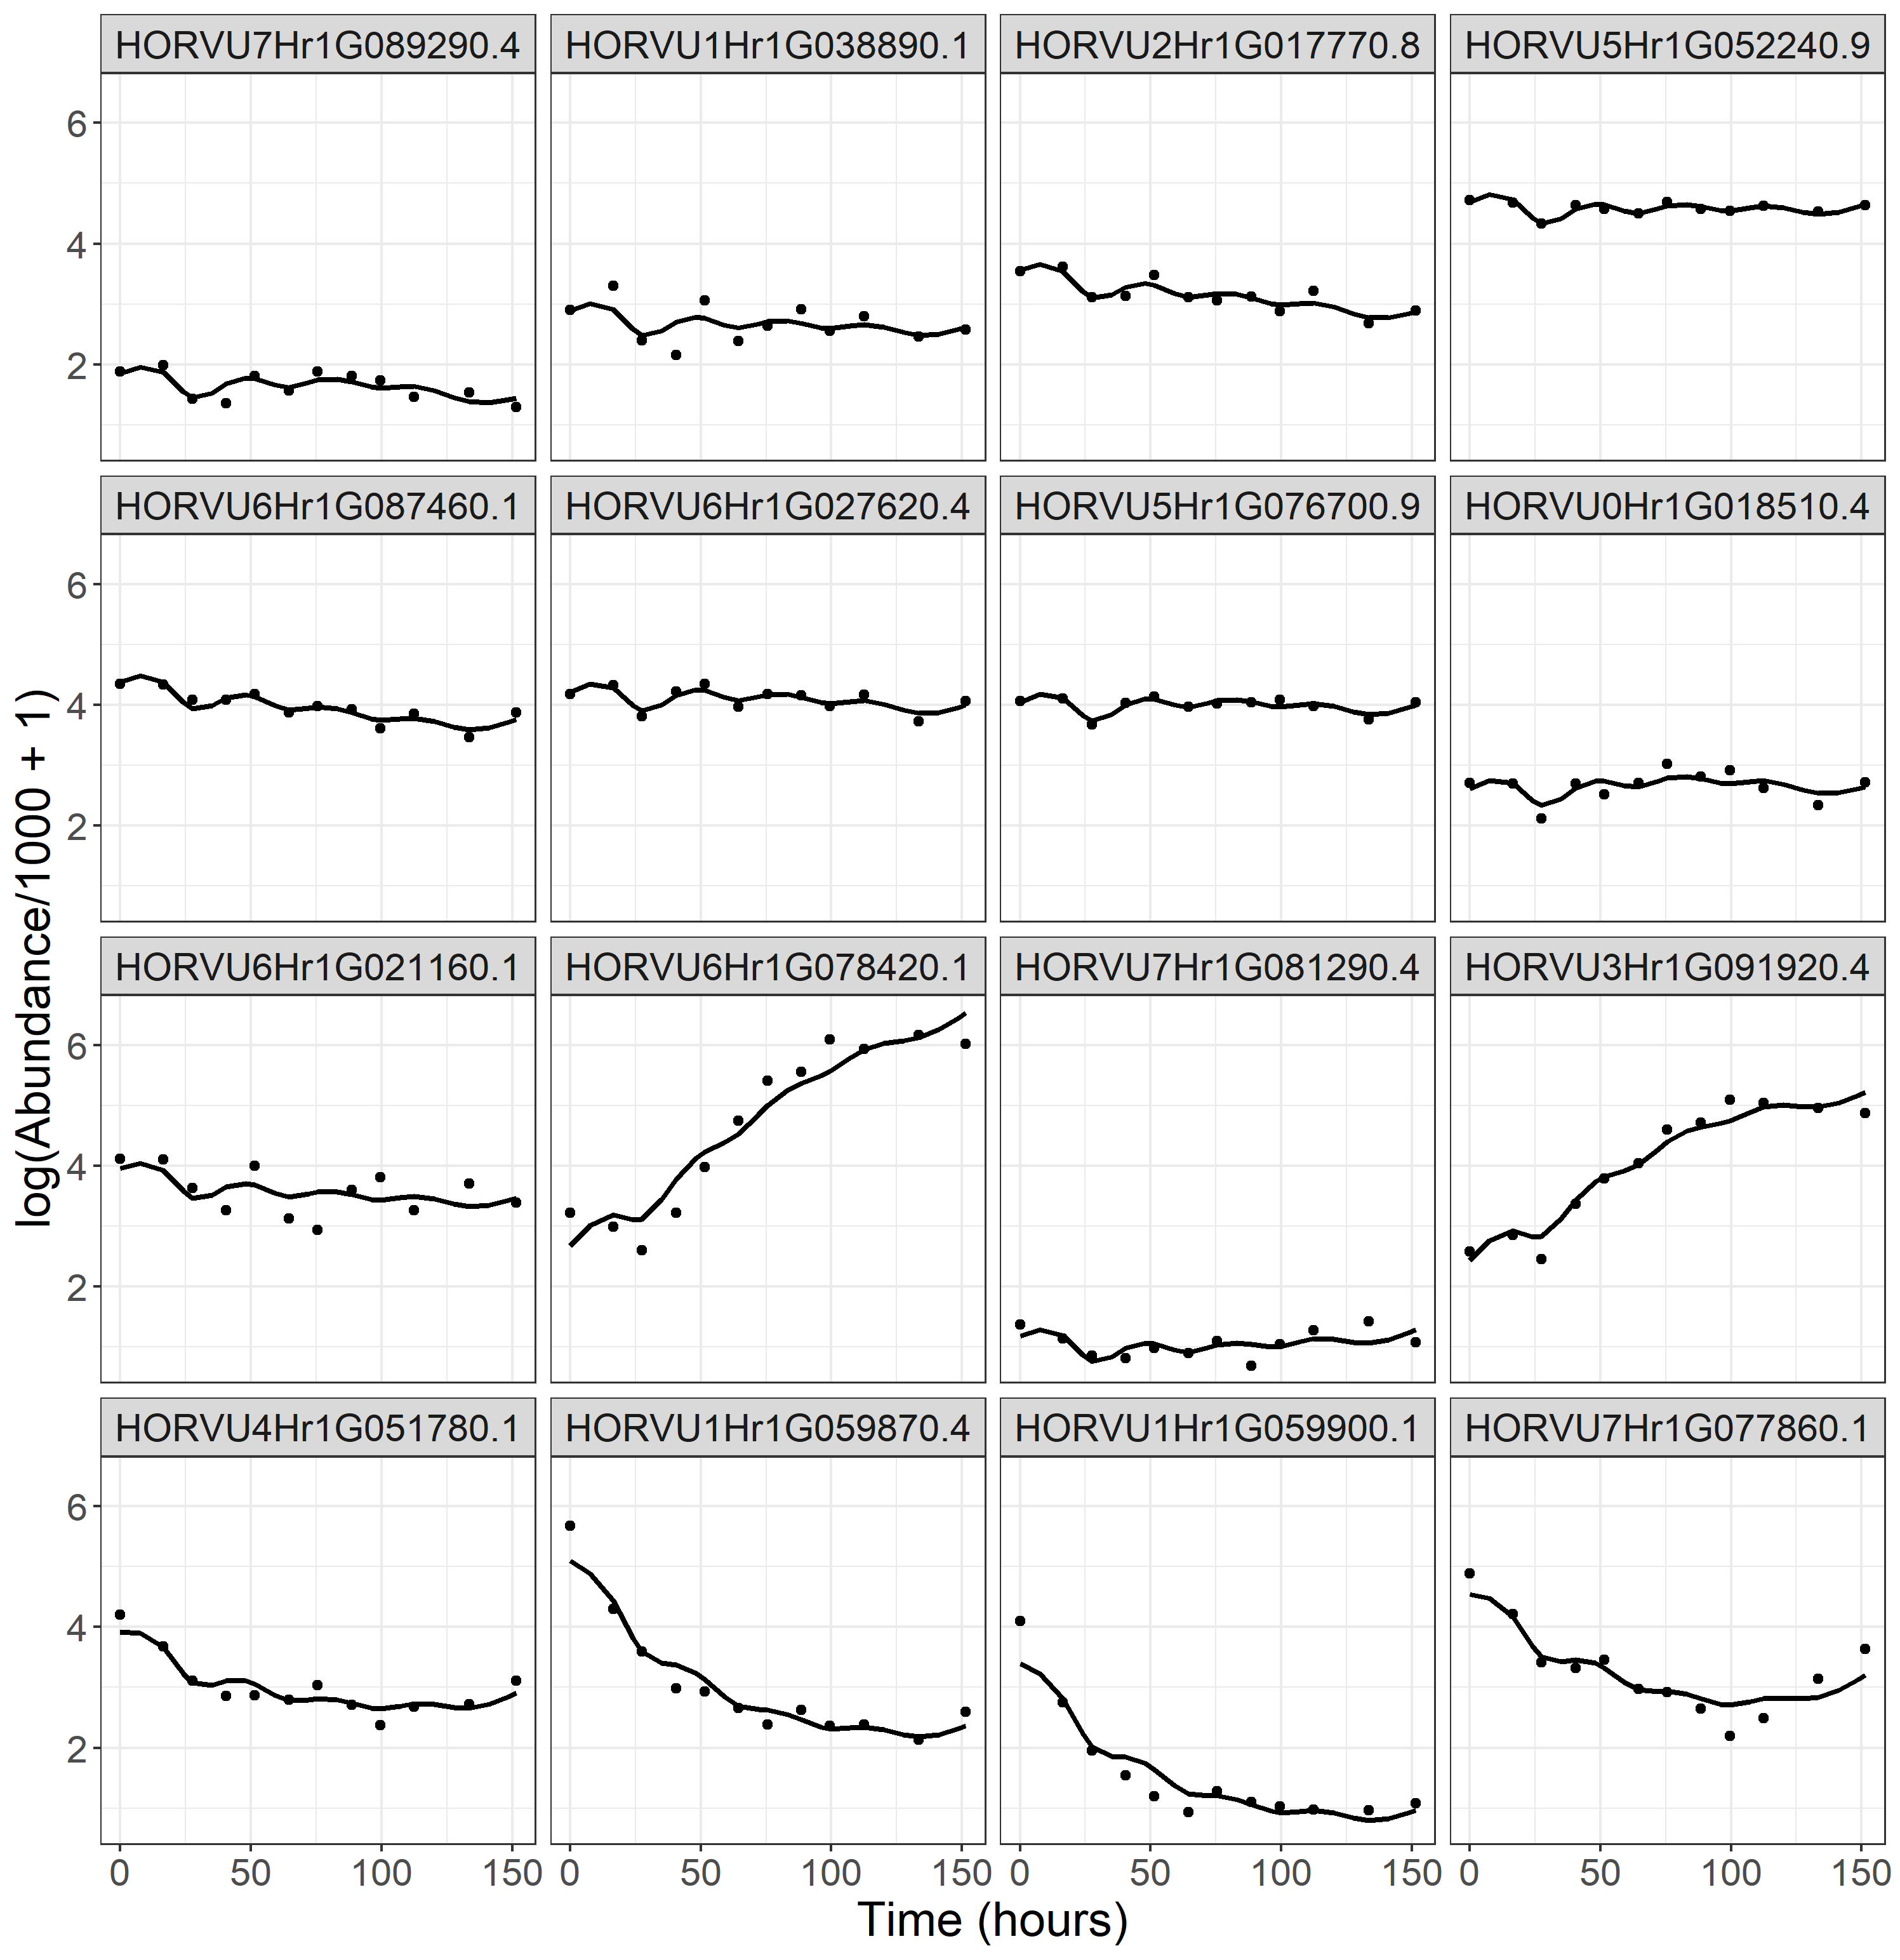 HORVU7Hr1G089290.4 HORVU1Hr1G038890.1 HORVU2Hr1G017770.8 HORVU5Hr1G052240.9
6
4
2
HORVU6Hr1G087460.1 HORVU6Hr1G027620.4 HORVU5Hr1G076700.9 HORVU0Hr1G018510.4
6
4
2
HORVU6Hr1G021160.1 HORVU6Hr1G078420.1 HORVU7Hr1G081290.4 HORVU3Hr1G091920.4
6
4
2
HORVU4Hr1G051780.1 HORVU1Hr1G059870.4 HORVU1Hr1G059900.1 HORVU7Hr1G077860.1
6
4
2
0 50 100 150 0 50 100 150 0 50 100 150 0 50 100 150
Time (hours)
log(Abundance/1000 + 1)